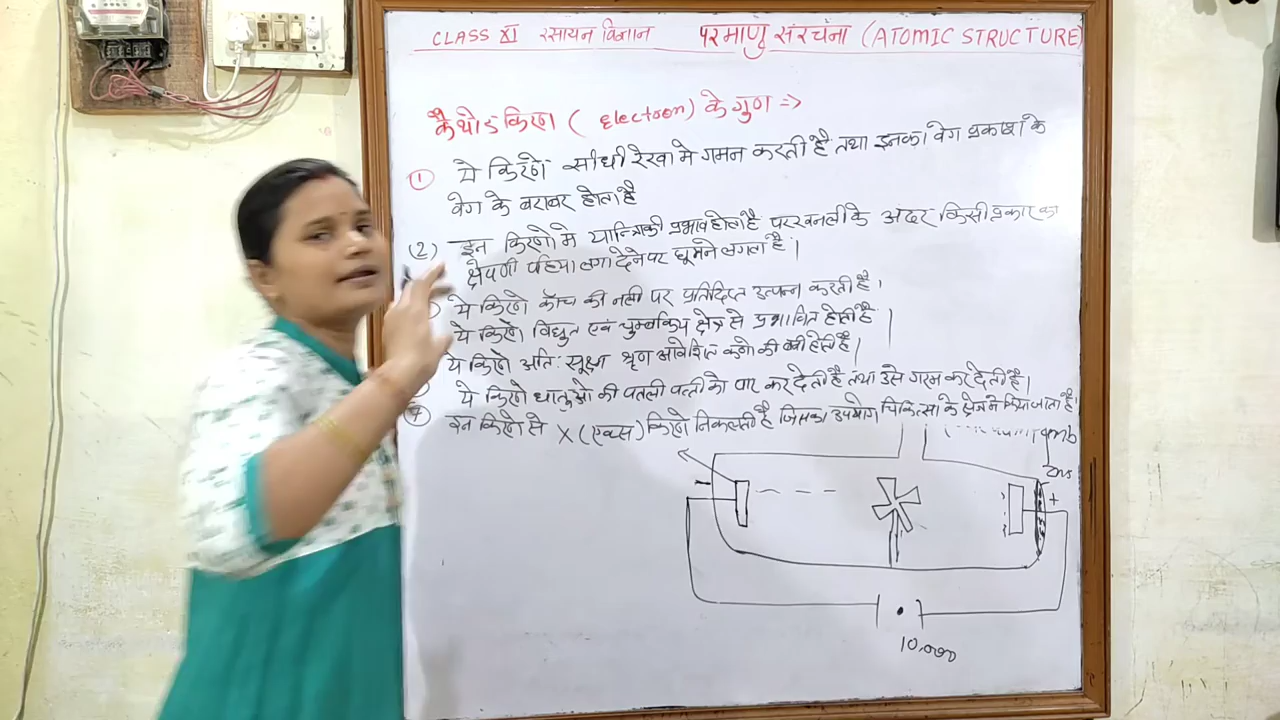 CLASS XI रसायन विज्ञान परमाणु संरचना (ATOMIC STRUCTURE)
कैथोड किरण ( Electron) के गुण =>
① ये किरणें सीधी रेखा में गमन करती है तथा इनका वेग प्रकाश के
वेग के बराबर होता है
(2) इन किरणो मे यान्त्रिकी प्रभाव होता है परखनली के अंदर किसी प्रकार का
क्षेपणी पहिया लगा देने पर घूमने लगता है |
ये किरणे काँच की नली पर प्रतिदिप्त उत्पन्न करती है |
ये किरणे विद्युत एवं चुम्बकिय क्षेत्र से प्रभावित होती है |
ये किरणे अति सूक्ष्म ऋण आवेशित कणो की बनी होती है |
ये किरणे धातुओ की पतली पत्ती को पार कर देती है तथा उसे गरम कर देती है |
7 इन किरणो से X (एक्स) किरणे निकलती है जिसका उपयोग चिकित्सा के क्षेत्र मे किया जाता है |
Zns
- +
10,000